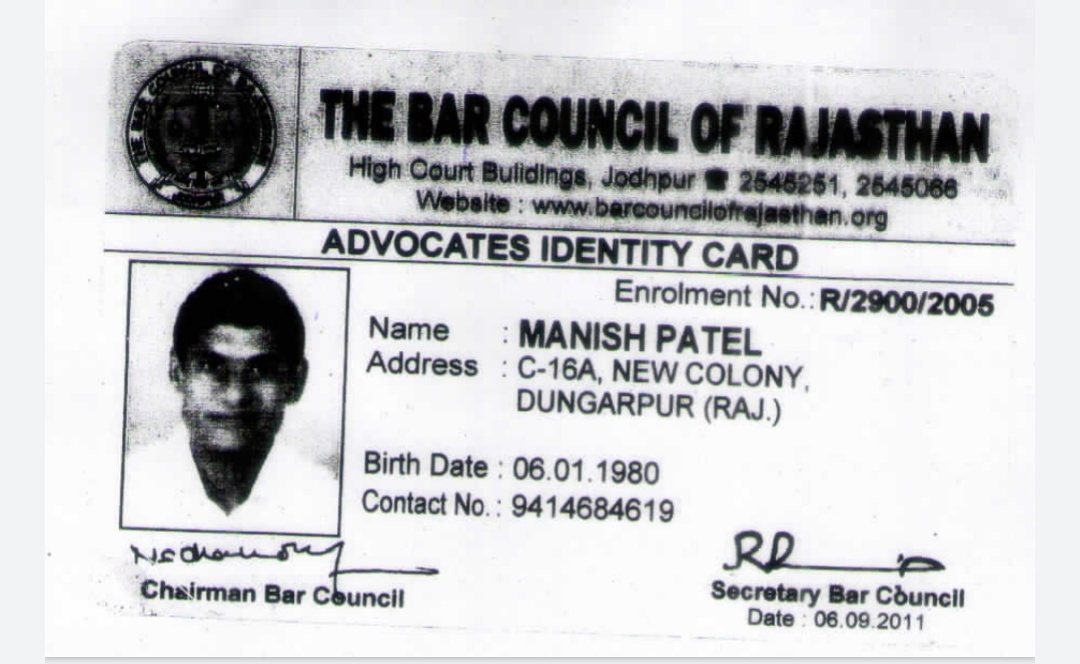 THE BAR COUNCIL OF RAJASTHAN
High Court Buildings, Jodhpur ☎ 2545251, 2545066
Website : www.barcouncilofrajasthan.org
ADVOCATES IDENTITY CARD
Enrolment No.: R/2900/2005
Name : MANISH PATEL
Address : C-16A, NEW COLONY,
DUNGARPUR (RAJ.)
Birth Date : 06.01.1980
Contact No. : 9414684619
Chairman Bar Council
Secretary Bar Council
Date : 06.09.2011